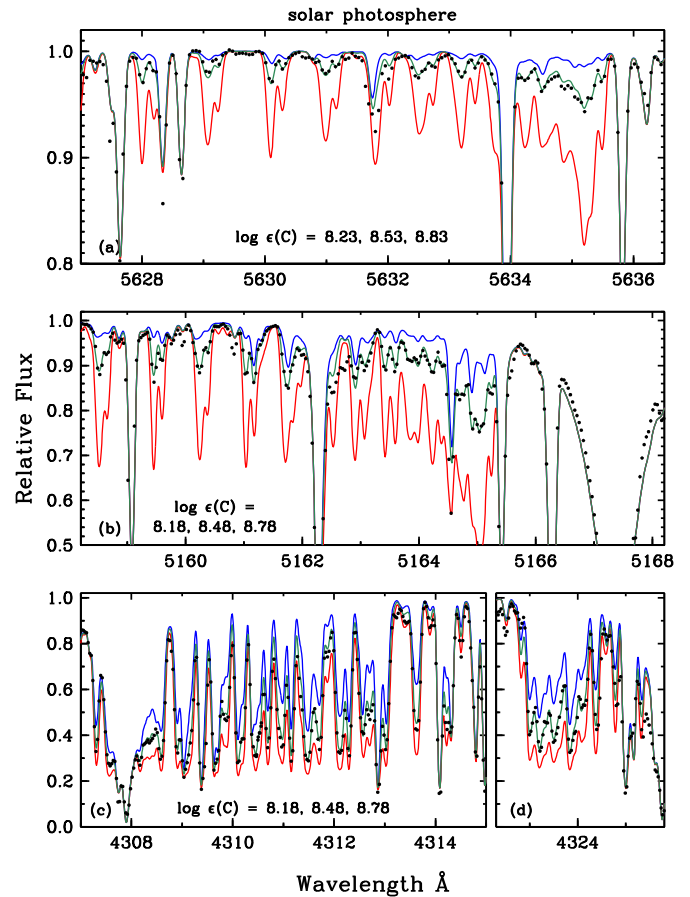 solar photosphere
1.0
0.9
0.8
(a)
log ϵ(C) = 8.23, 8.53, 8.83
5628 5630 5632 5634 5636
Relative Flux
1.0
0.9
0.8
0.7
0.6
0.5
log ϵ(C) =
(b) 8.18, 8.48, 8.78
5160 5162 5164 5166 5168
1.0
0.8
0.6
0.4
0.2
0.0
(c) log ϵ(C) = 8.18, 8.48, 8.78
(d)
4308 4310 4312 4314 4324
Wavelength Å